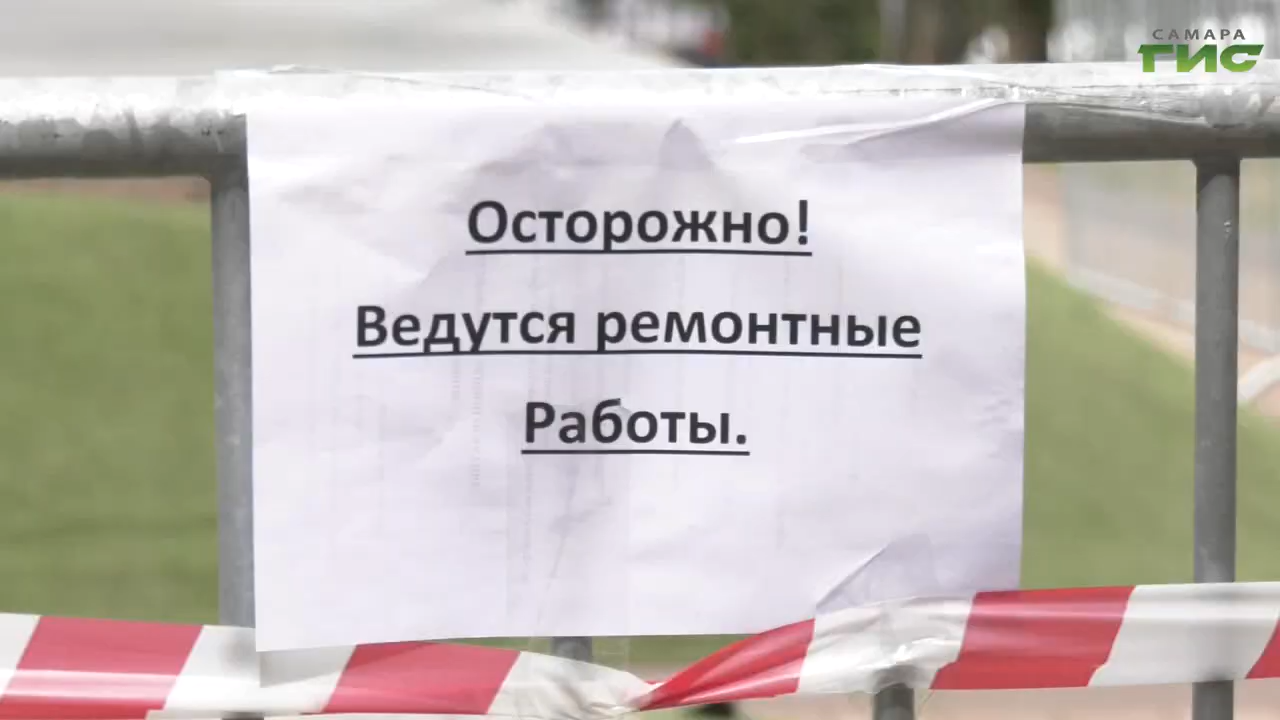 САМАРА
ГИС
Осторожно!
Ведутся ремонтные
Работы.